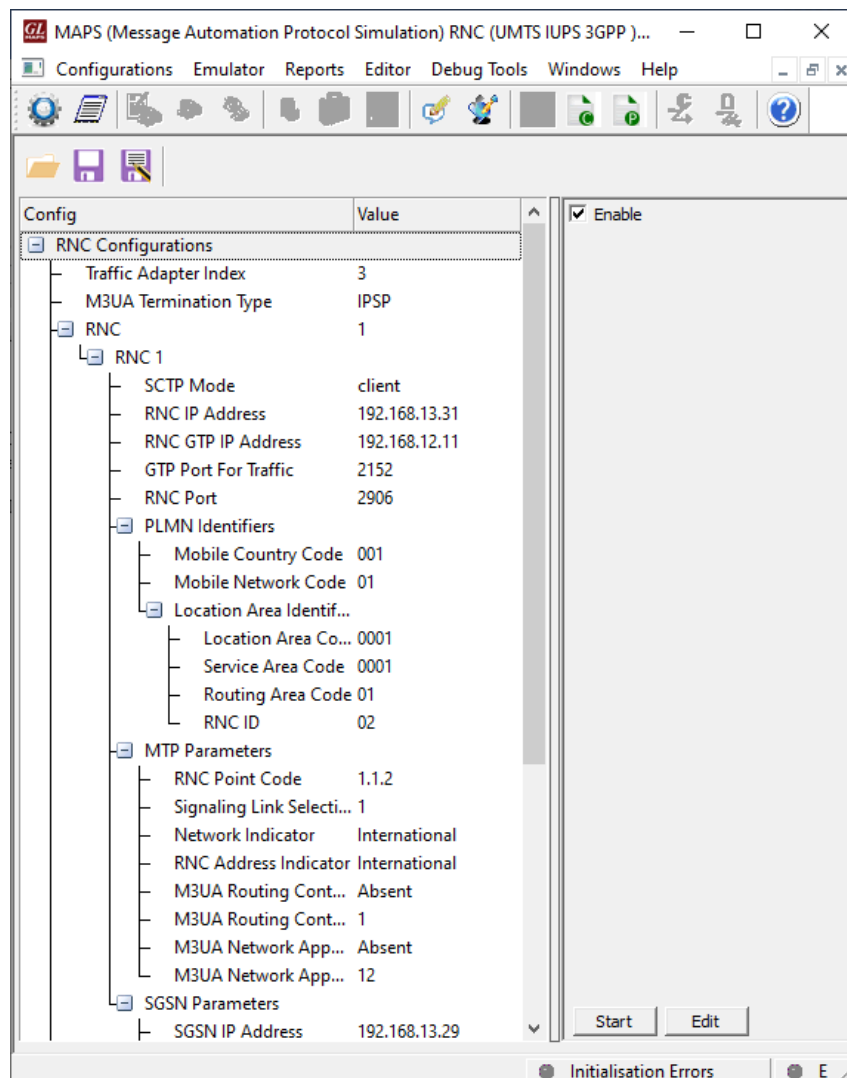 GL MAPS MAPS (Message Automation Protocol Simulation) RNC (UMTS IUPS 3GPP )...
Configurations Emulator Reports Editor Debug Tools Windows Help
C P
Config Value
Enable
RNC Configurations
Traffic Adapter Index 3
M3UA Termination Type IPSP
RNC 1
RNC 1
SCTP Mode client
RNC IP Address 192.168.13.31
RNC GTP IP Address 192.168.12.11
GTP Port For Traffic 2152
RNC Port 2906
PLMN Identifiers
Mobile Country Code 001
Mobile Network Code 01
Location Area Identif...
Location Area Co... 0001
Service Area Code 0001
Routing Area Code 01
RNC ID 02
MTP Parameters
RNC Point Code 1.1.2
Signaling Link Selecti... 1
Network Indicator International
RNC Address Indicator International
M3UA Routing Cont... Absent
M3UA Routing Cont... 1
M3UA Network App... Absent
M3UA Network App... 12
SGSN Parameters
SGSN IP Address 192.168.13.29
Start Edit
Initialisation Errors E